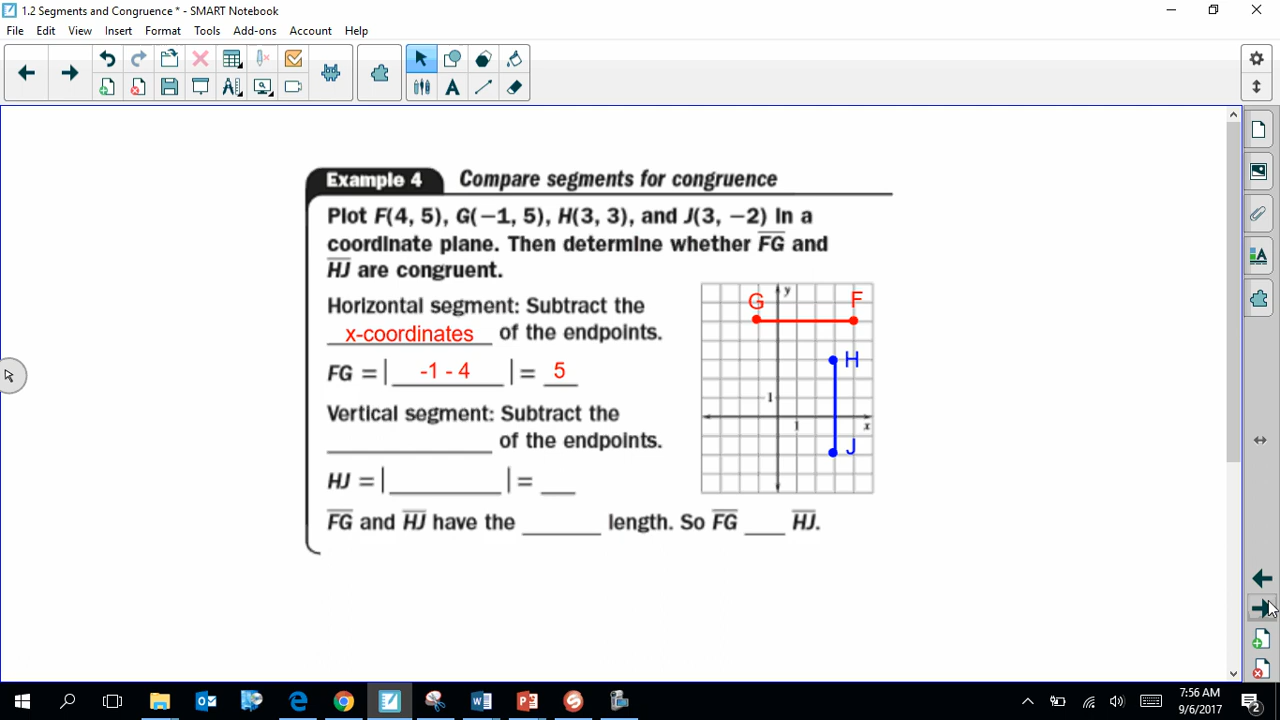 1.2 Segments and Congruence * - SMART Notebook
File Edit View Insert Format Tools Add-ons Account Help
Example 4 Compare segments for congruence
Plot F(4, 5), G(−1, 5), H(3, 3), and J(3, −2) in a
coordinate plane. Then determine whether FG and
HJ are congruent.
Horizontal segment: Subtract the
x-coordinates of the endpoints.
FG = | -1 - 4 | = 5
Vertical segment: Subtract the
of the endpoints.
HJ = | | =
FG and HJ have the length. So FG HJ.
y
G F
H
1
1 x
J
7:56 AM
9/6/2017
2